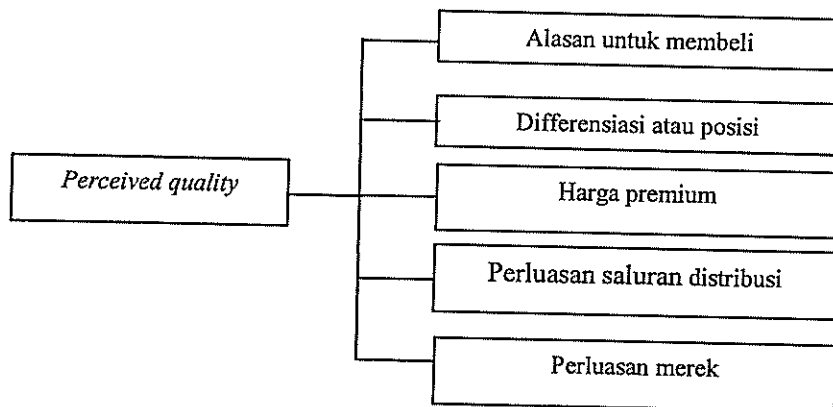 Alasan untuk membeli
Differensiasi atau posisi
Perceived quality
Harga premium
Perluasan saluran distribusi
Perluasan merek